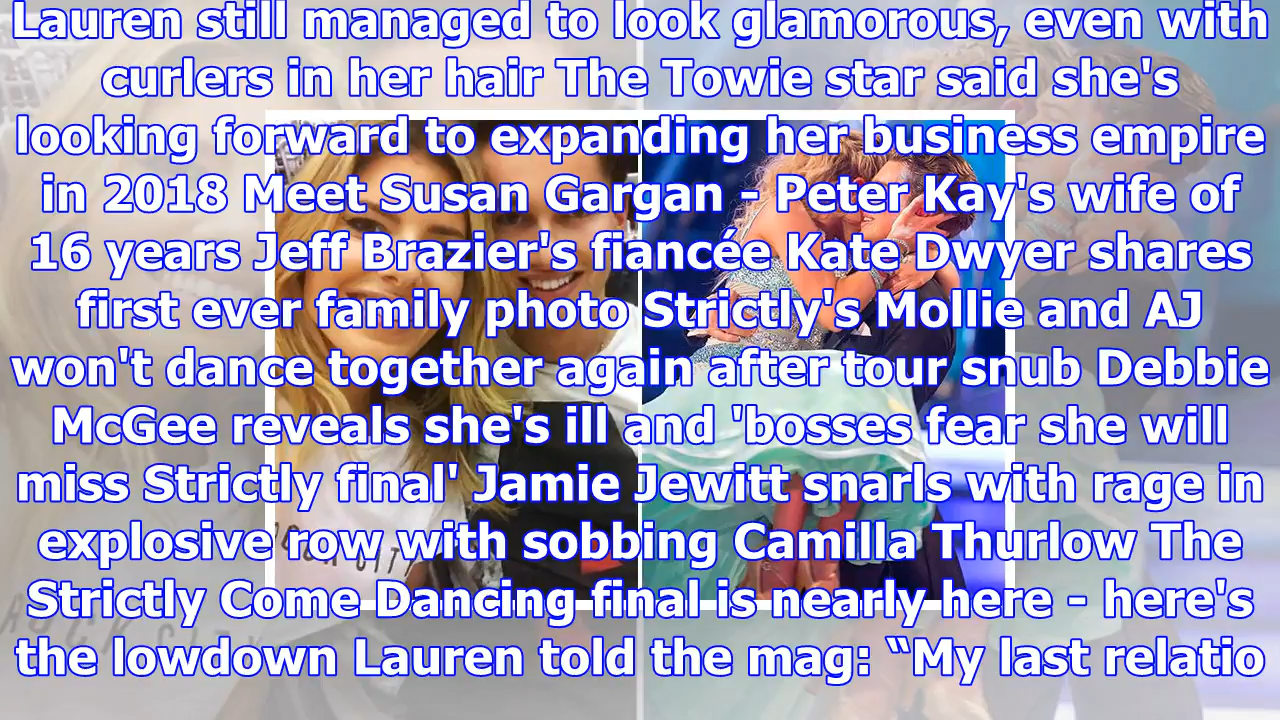 Lauren still managed to look glamorous, even with
curlers in her hair The Towie star said she's
looking forward to expanding her business empire
in 2018 Meet Susan Gargan - Peter Kay's wife of
16 years Jeff Brazier's fiancée Kate Dwyer shares
first ever family photo Strictly's Mollie and AJ
won't dance together again after tour snub Debbie
McGee reveals she's ill and 'bosses fear she will
miss Strictly final' Jamie Jewitt snarls with rage in
explosive row with sobbing Camilla Thurlow The
Strictly Come Dancing final is nearly here - here's
the lowdown Lauren told the mag: “My last relatio